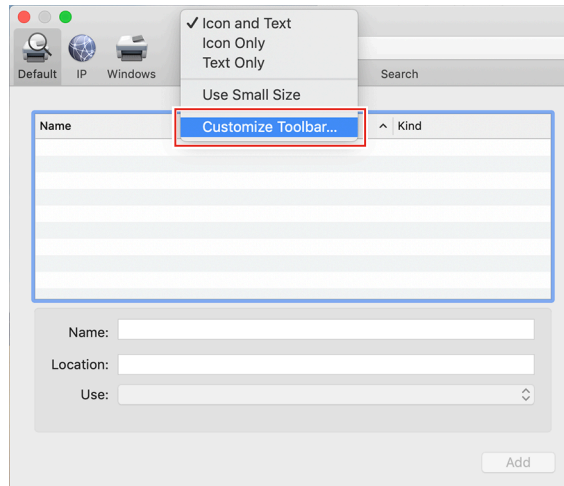 ✓ Icon and Text
Icon Only
Text Only
Use Small Size
Customize Toolbar...
Default IP Windows Search
Name Kind
Name:
Location:
Use:
Add